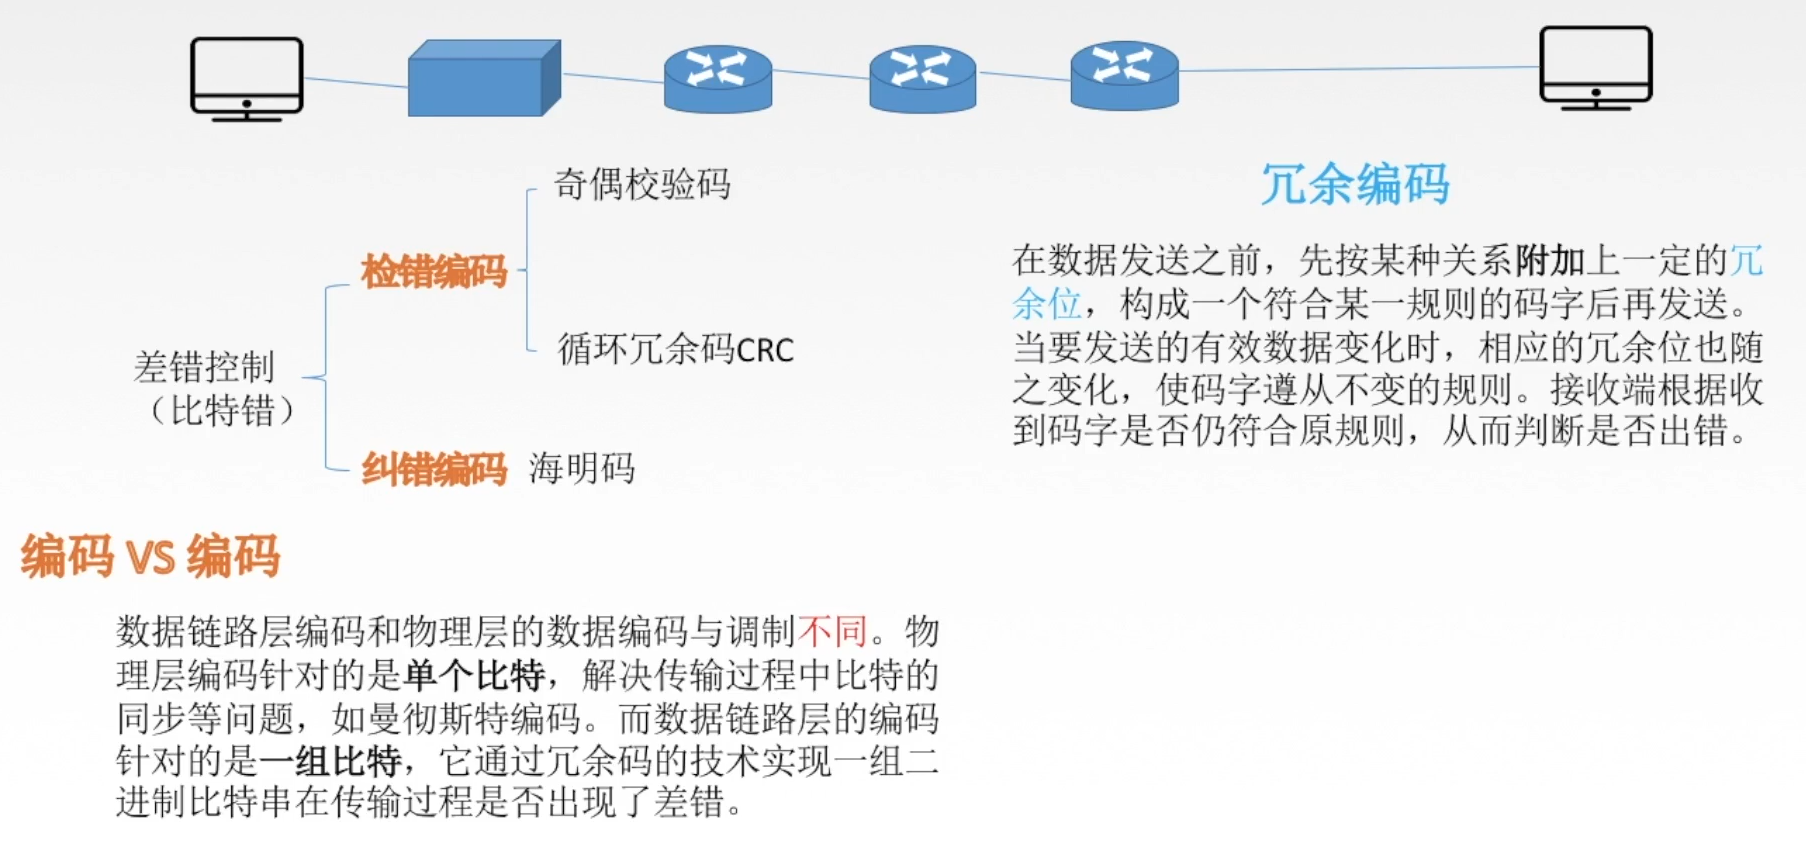 奇偶校验码
检错编码
循环冗余码CRC
差错控制
（比特错）
纠错编码 海明码
冗余编码
在数据发送之前，先按某种关系附加上一定的冗
余位，构成一个符合某一规则的码字后再发送。
当要发送的有效数据变化时，相应的冗余位也随
之变化，使码字遵从不变的规则。接收端根据收
到码字是否仍符合原规则，从而判断是否出错。
编码 VS 编码
数据链路层编码和物理层的数据编码与调制不同。物
理层编码针对的是单个比特，解决传输过程中比特的
同步等问题，如曼彻斯特编码。而数据链路层的编码
针对的是一组比特，它通过冗余码的技术实现一组二
进制比特串在传输过程是否出现了差错。